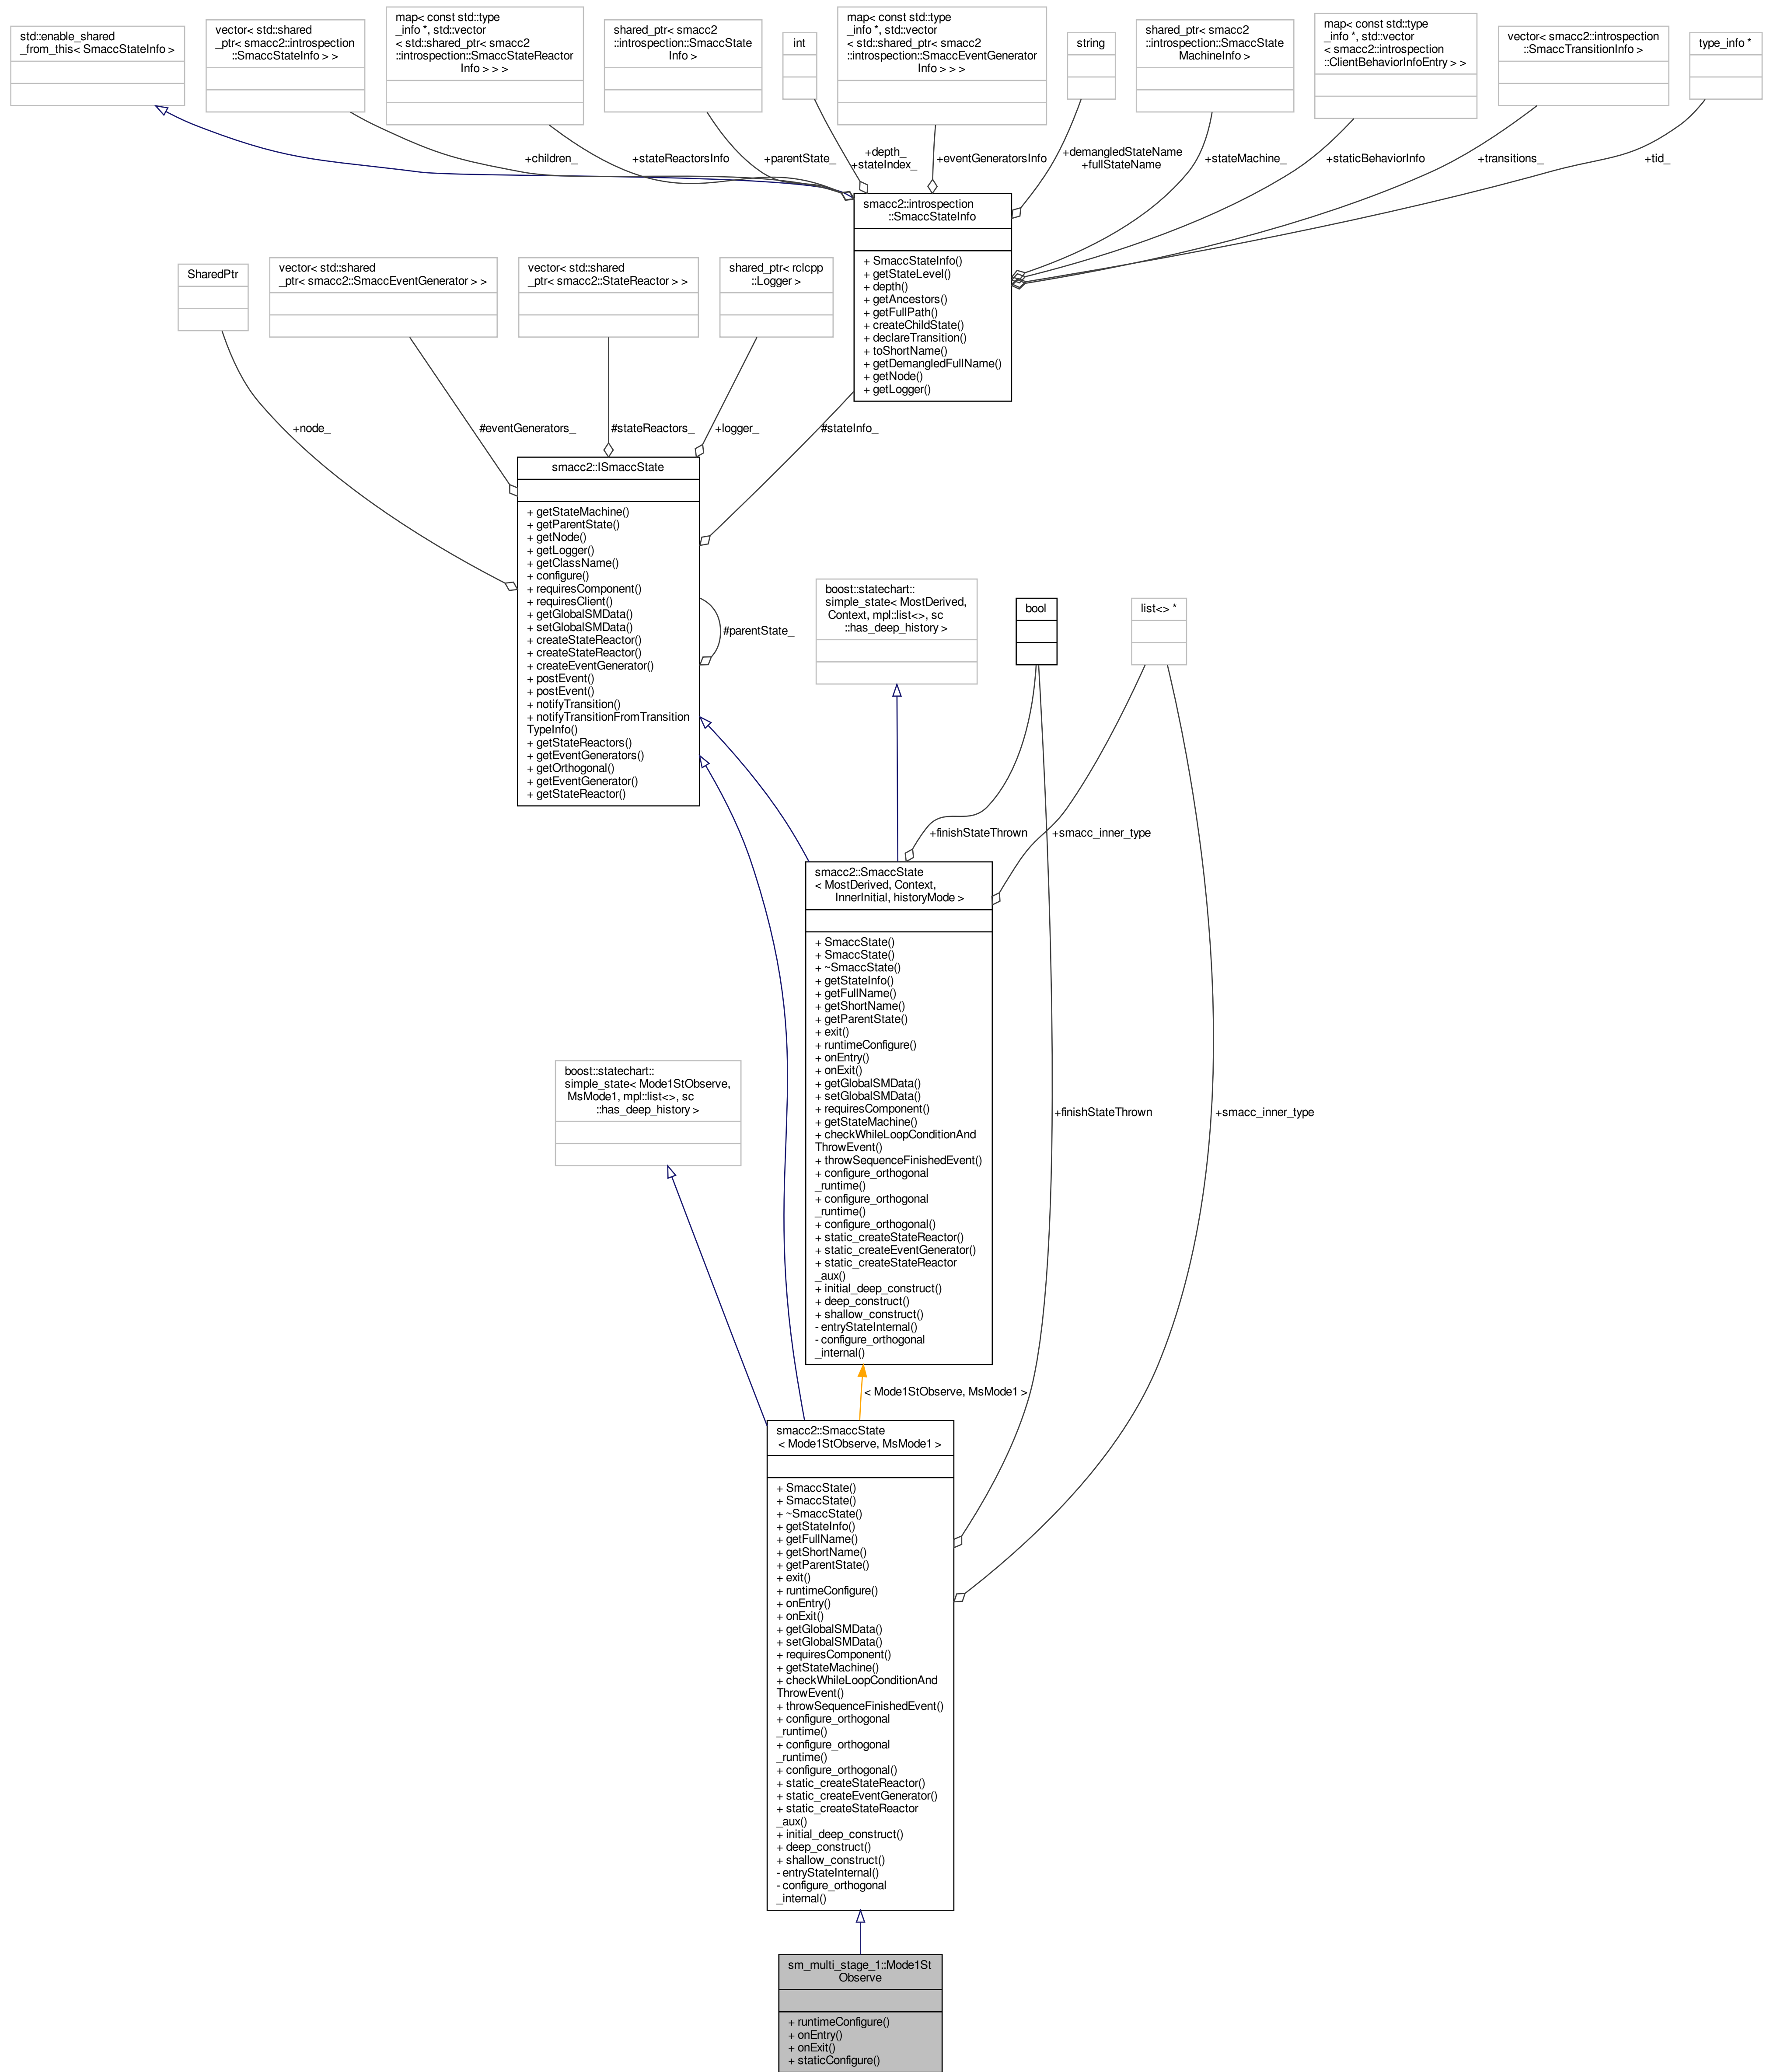 std::enable_shared
_from_this< SmaccStateInfo >
vector< std::shared
_ptr< smacc2::introspection
::SmaccStateInfo > >
map< const std::type
_info *, std::vector
< std::shared_ptr< smacc2
::introspection::SmaccStateReactor
Info > > >
shared_ptr< smacc2
::introspection::SmaccState
Info >
int
map< const std::type
_info *, std::vector
< std::shared_ptr< smacc2
::introspection::SmaccEventGenerator
Info > > >
string
shared_ptr< smacc2
::introspection::SmaccState
MachineInfo >
map< const std::type
_info *, std::vector
< smacc2::introspection
::ClientBehaviorInfoEntry > >
vector< smacc2::introspection
::SmaccTransitionInfo >
type_info *
+children_
+stateReactorsInfo
+parentState_
+depth_
+stateIndex_
+eventGeneratorsInfo
+demangledStateName
+fullStateName
+stateMachine_
+staticBehaviorInfo
+transitions_
+tid_
smacc2::introspection
::SmaccStateInfo
+ SmaccStateInfo()
+ getStateLevel()
+ depth()
+ getAncestors()
+ getFullPath()
+ createChildState()
+ declareTransition()
+ toShortName()
+ getDemangledFullName()
+ getNode()
+ getLogger()
SharedPtr
vector< std::shared
_ptr< smacc2::SmaccEventGenerator > >
vector< std::shared
_ptr< smacc2::StateReactor > >
shared_ptr< rclcpp
::Logger >
+node_
#eventGenerators_
#stateReactors_
+logger_
#stateInfo_
smacc2::ISmaccState
+ getStateMachine()
+ getParentState()
+ getNode()
+ getLogger()
+ getClassName()
+ configure()
+ requiresComponent()
+ requiresClient()
+ getGlobalSMData()
+ setGlobalSMData()
+ createStateReactor()
+ createStateReactor()
+ createEventGenerator()
+ postEvent()
+ postEvent()
+ notifyTransition()
+ notifyTransitionFromTransition
TypeInfo()
+ getStateReactors()
+ getEventGenerators()
+ getOrthogonal()
+ getEventGenerator()
+ getStateReactor()
#parentState_
boost::statechart::
simple_state< MostDerived,
Context, mpl::list<>, sc
::has_deep_history >
bool
list<> *
+finishStateThrown
+smacc_inner_type
smacc2::SmaccState
< MostDerived, Context,
InnerInitial, historyMode >
+ SmaccState()
+ SmaccState()
+ ~SmaccState()
+ getStateInfo()
+ getFullName()
+ getShortName()
+ getParentState()
+ exit()
+ runtimeConfigure()
+ onEntry()
+ onExit()
+ getGlobalSMData()
+ setGlobalSMData()
+ requiresComponent()
+ getStateMachine()
+ checkWhileLoopConditionAnd
ThrowEvent()
+ throwSequenceFinishedEvent()
+ configure_orthogonal
_runtime()
+ configure_orthogonal
_runtime()
+ configure_orthogonal()
+ static_createStateReactor()
+ static_createEventGenerator()
+ static_createStateReactor
_aux()
+ initial_deep_construct()
+ deep_construct()
+ shallow_construct()
- entryStateInternal()
- configure_orthogonal
_internal()
boost::statechart::
simple_state< Mode1StObserve,
MsMode1, mpl::list<>, sc
::has_deep_history >
+finishStateThrown
+smacc_inner_type
< Mode1StObserve, MsMode1 >
smacc2::SmaccState
< Mode1StObserve, MsMode1 >
+ SmaccState()
+ SmaccState()
+ ~SmaccState()
+ getStateInfo()
+ getFullName()
+ getShortName()
+ getParentState()
+ exit()
+ runtimeConfigure()
+ onEntry()
+ onExit()
+ getGlobalSMData()
+ setGlobalSMData()
+ requiresComponent()
+ getStateMachine()
+ checkWhileLoopConditionAnd
ThrowEvent()
+ throwSequenceFinishedEvent()
+ configure_orthogonal
_runtime()
+ configure_orthogonal
_runtime()
+ configure_orthogonal()
+ static_createStateReactor()
+ static_createEventGenerator()
+ static_createStateReactor
_aux()
+ initial_deep_construct()
+ deep_construct()
+ shallow_construct()
- entryStateInternal()
- configure_orthogonal
_internal()
sm_multi_stage_1::Mode1St
Observe
+ runtimeConfigure()
+ onEntry()
+ onExit()
+ staticConfigure()